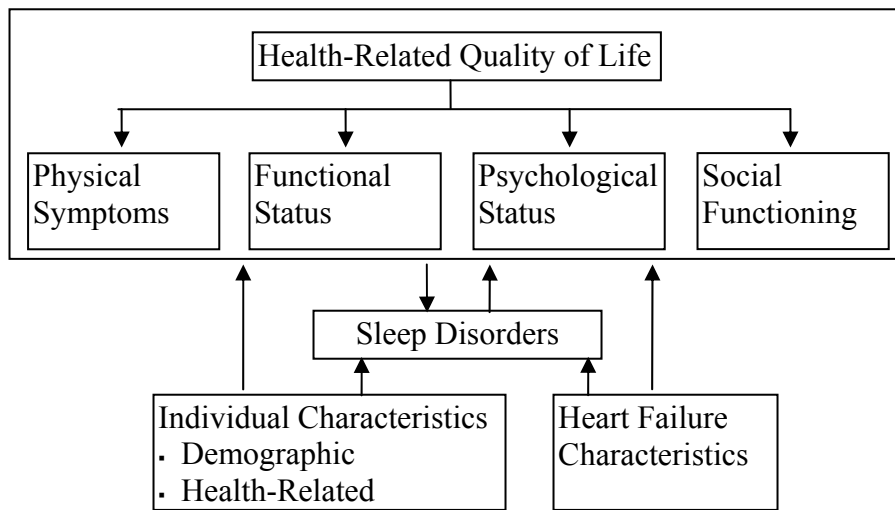 Health-Related Quality of Life
Physical
Symptoms
Functional
Status
Psychological
Status
Social
Functioning
Sleep Disorders
Individual Characteristics
▪ Demographic
▪ Health-Related
Heart Failure
Characteristics